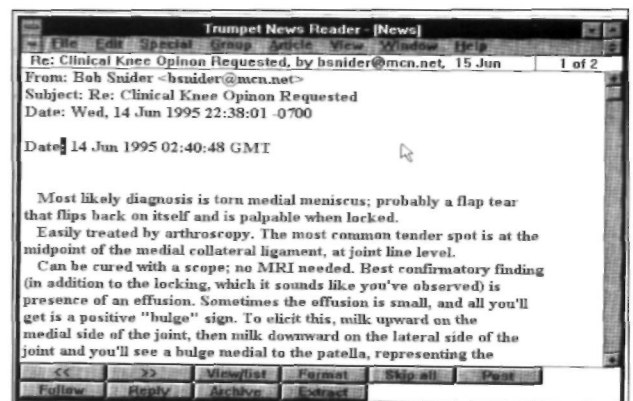 Trumpet News Reader - [News]
File Edit Special Group Article View Window Help
Re: Clinical Knee Opinon Requested, by bsnider@mcn.net, 15 Jun 1 of 2
From: Bob Snider <bsnider@mcn.net>
Subject: Re: Clinical Knee Opinon Requested
Date: Wed, 14 Jun 1995 22:38:01 -0700
Date: 14 Jun 1995 02:40:48 GMT
Most likely diagnosis is torn medial meniscus; probably a flap tear
that flips back on itself and is palpable when locked.
Easily treated by arthroscopy. The most common tender spot is at the
midpoint of the medial collateral ligament, at joint line level.
Can be cured with a scope; no MRI needed. Best confirmatory finding
(in addition to the locking, which it sounds like you've observed) is
presence of an effusion. Sometimes the effusion is small, and all you'll
get is a positive "bulge" sign. To elicit this, milk upward on the
medial side of the joint, then milk downward on the lateral side of the
joint and you'll see a bulge medial to the patella, representing the
<< >> View/list Format Skip all Post
Follow Reply Archive Extract